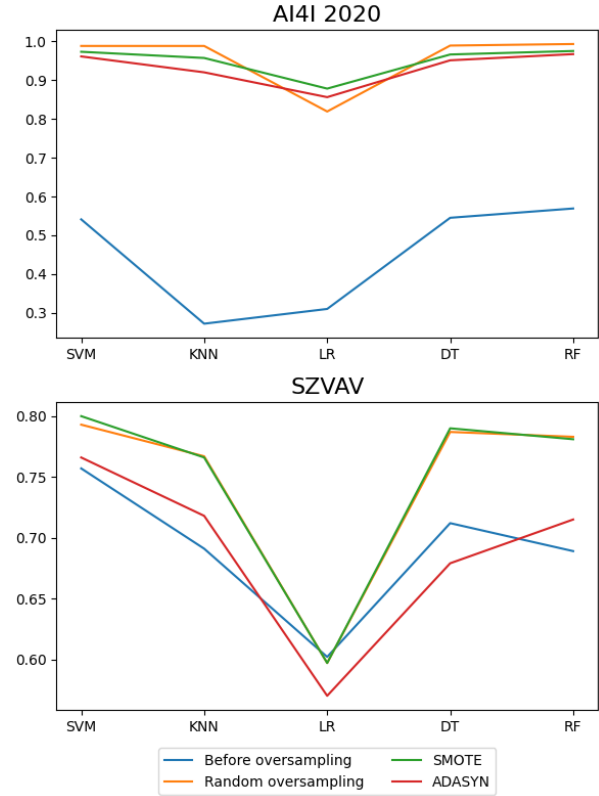 AI4I 2020
1.0
0.9
0.8
0.7
0.6
0.5
0.4
0.3
SVM KNN LR DT RF
SZVAV
0.80
0.75
0.70
0.65
0.60
SVM KNN LR DT RF
Before oversampling SMOTE
Random oversampling ADASYN